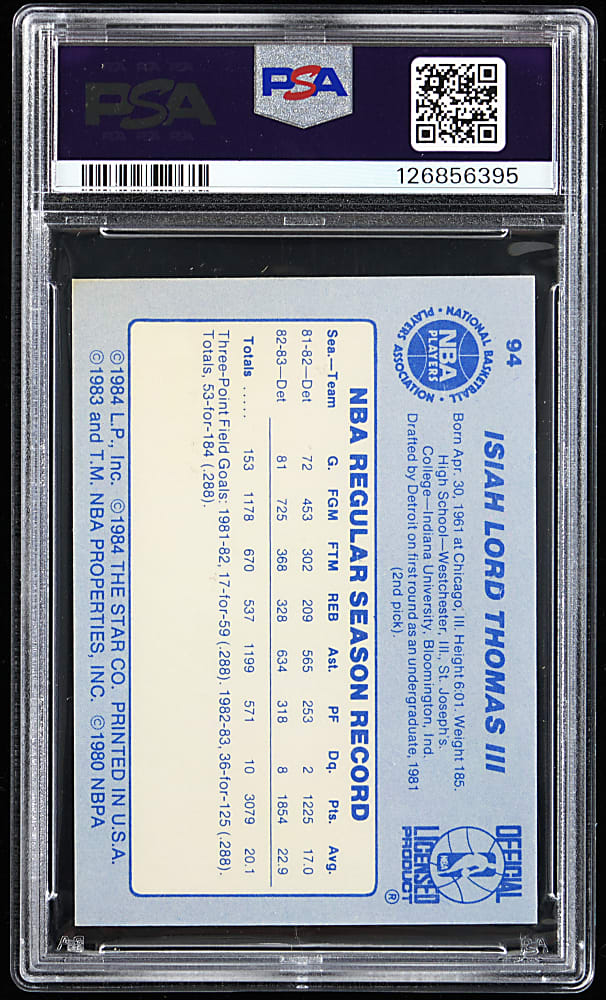 PSA
PSA
126856395
94
NATIONAL BASKETBALL
PLAYERS ASSOCIATION
NBA
PLAYERS
ISIAH LORD THOMAS III
Born Apr. 30, 1961 at Chicago, Ill. Height 6:01. Weight 185.
High School—Westchester, Ill., St. Joseph's.
College—Indiana University, Bloomington, Ind.
Drafted by Detroit on first round as an undergraduate, 1981
(2nd pick).
OFFICIAL
NBA
LICENSED
PRODUCT
®
NBA REGULAR SEASON RECORD
Sea.—Team G. FGM FTM REB Ast. PF Dq. Pts. Avg.
81-82—Det 72 453 302 209 565 253 2 1225 17.0
82-83—Det 81 725 368 328 634 318 8 1854 22.9
Totals ..... 153 1178 670 537 1199 571 10 3079 20.1
Three-Point Field Goals: 1981-82, 17-for-59 (.288), 1982-83, 36-for-125 (.288).
Totals, 53-for-184 (.288).
©1984 L.P., Inc. ©1984 THE STAR CO. PRINTED IN U.S.A.
©1983 and T.M. NBA PROPERTIES, INC. ©1980 NBPA